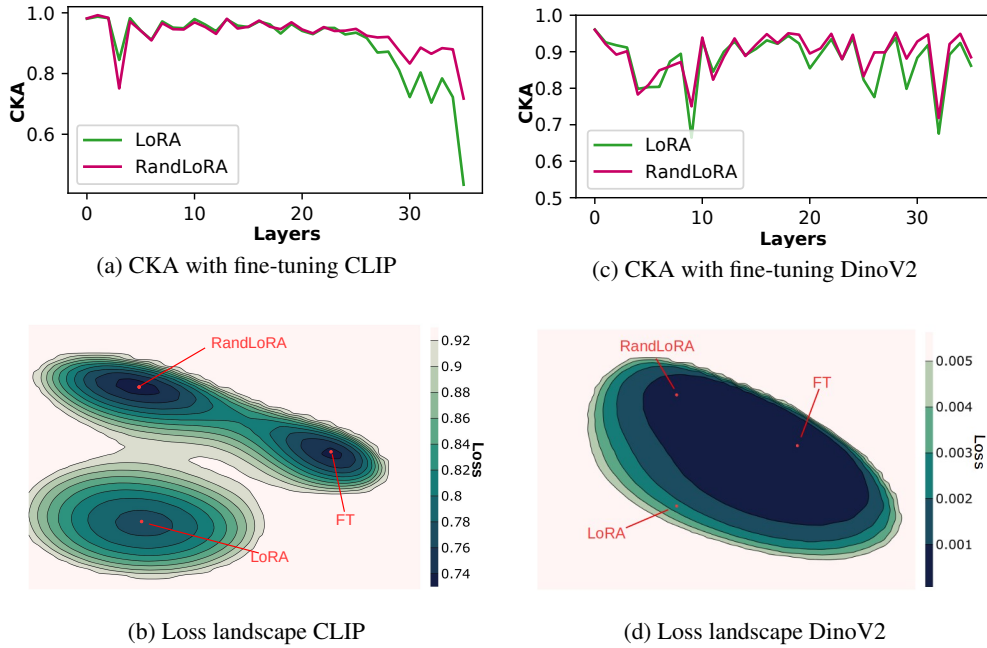 1.0
0.8
0.6
CKA
LoRA
RandLoRA
0
10
20
30
Layers
(a) CKA with fine-tuning CLIP
1.0
0.9
0.8
0.7
0.6
0.5
CKA
LoRA
RandLoRA
0
10
20
30
Layers
(c) CKA with fine-tuning DinoV2
RandLoRA
FT
LoRA
0.92
0.9
0.88
0.86
0.84
0.82
0.8
0.78
0.76
0.74
Loss
(b) Loss landscape CLIP
RandLoRA
FT
LoRA
0.005
0.004
0.003
0.002
0.001
Loss
(d) Loss landscape DinoV2